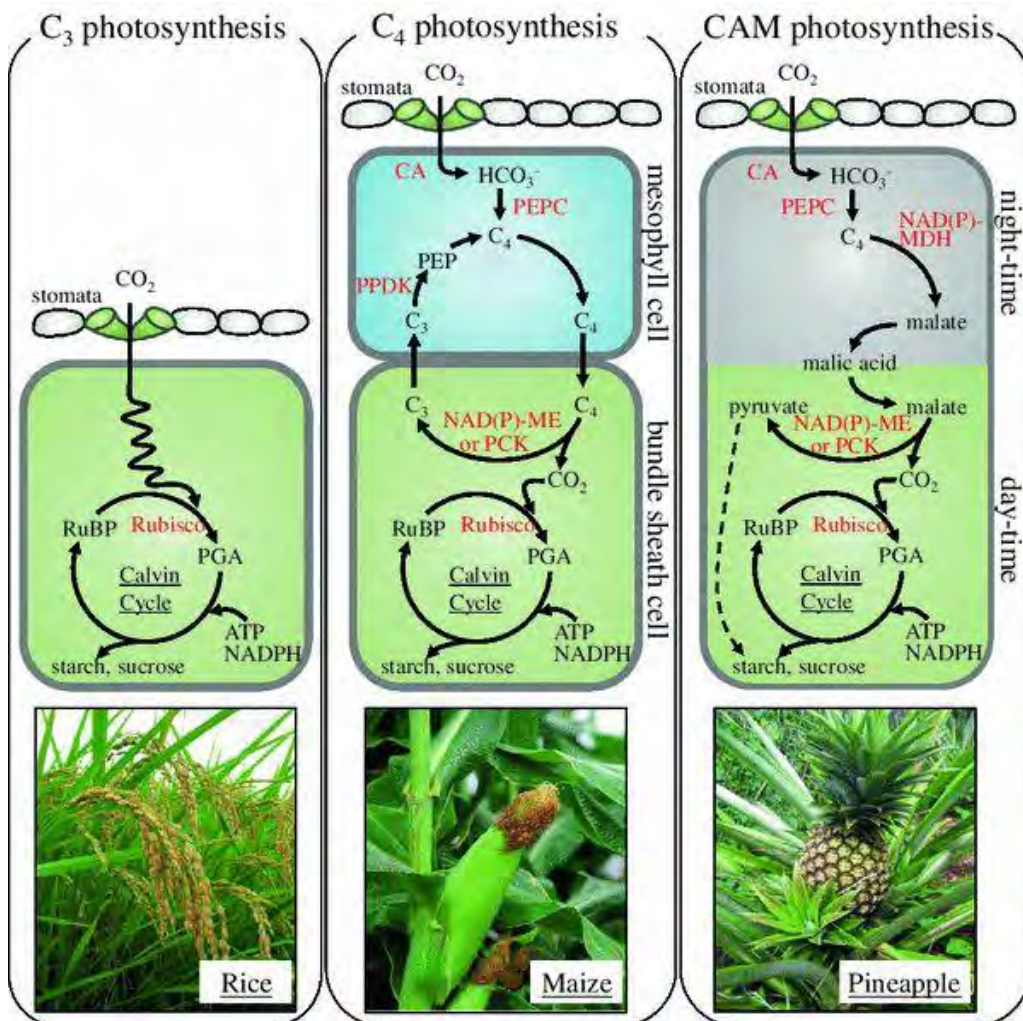 C₃ photosynthesis
CO₂
stomata
RuBP
Rubisco
PGA
Calvin
Cycle
ATP
NADPH
starch, sucrose
Rice
C₄ photosynthesis
CO₂
stomata
CA
HCO₃⁻
PEPC
C₄
PEP
PPDK
C₃
C₄
mesophyll cell
C₃
C₄
NAD(P)-ME
or PCK
CO₂
RuBP
Rubisco
PGA
Calvin
Cycle
ATP
NADPH
starch, sucrose
bundle sheath cell
Maize
CAM photosynthesis
CO₂
stomata
CA
HCO₃⁻
PEPC
NAD(P)-
MDH
C₄
malate
malic acid
night-time
pyruvate
malate
NAD(P)-ME
or PCK
CO₂
RuBP
Rubisco
PGA
Calvin
Cycle
ATP
NADPH
starch, sucrose
day-time
Pineapple